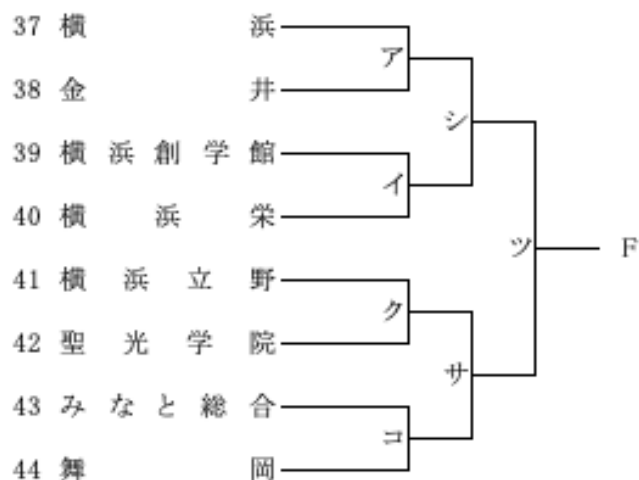 37 横浜
38 金井
ア
シ
39 横浜創学館
イ
40 横浜栄
ツ F
41 横浜立野
ク
42 聖光学院
サ
43 みなと総合
コ
44 舞岡